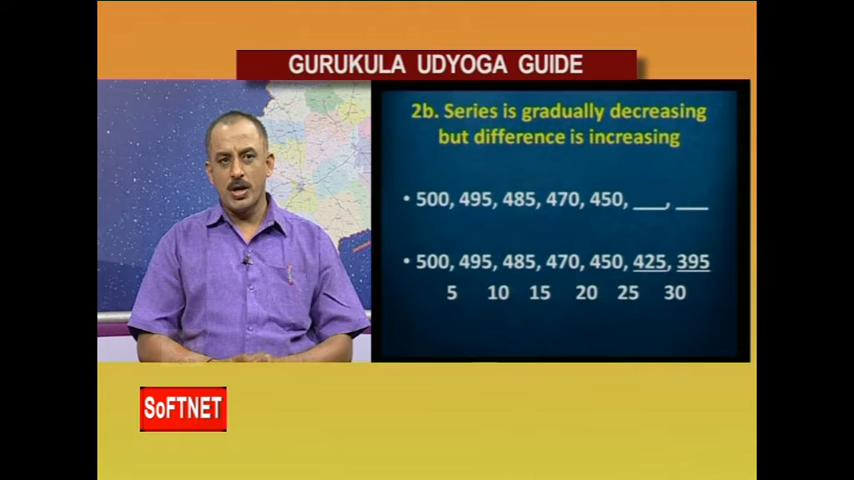 GURUKULA UDYOGA GUIDE
2b. Series is gradually decreasing
but difference is increasing
• 500, 495, 485, 470, 450, ___, ___
• 500, 495, 485, 470, 450, 425, 395
5 10 15 20 25 30
SoFTNET